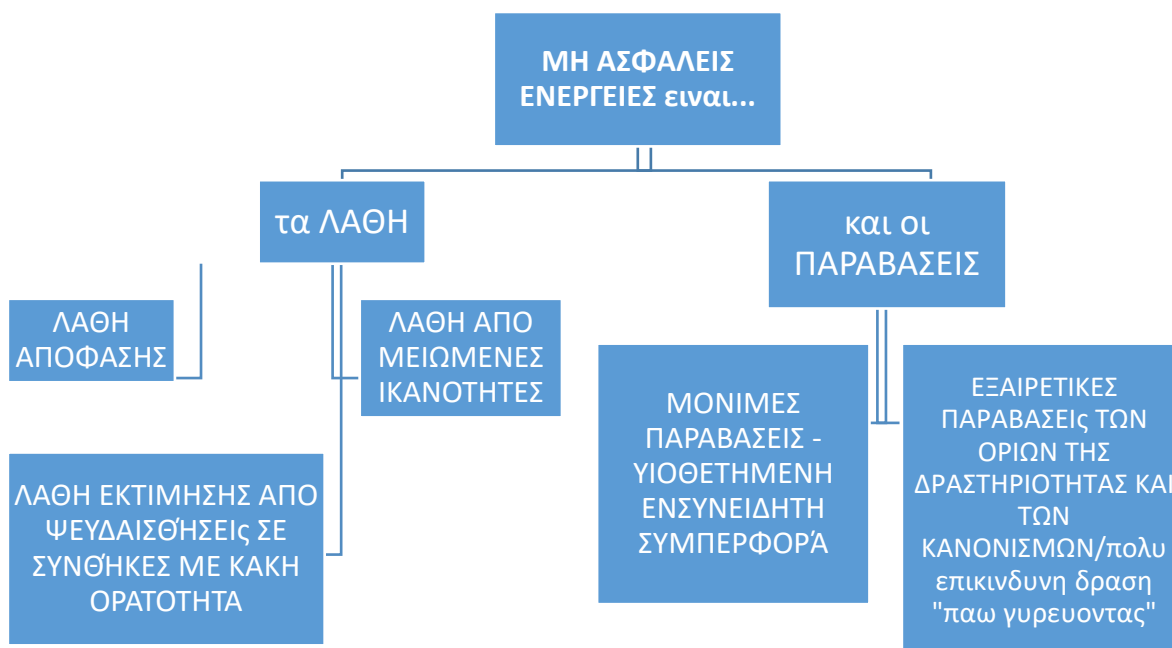 ΜΗ ΑΣΦΑΛΕΙΣ
ΕΝΕΡΓΕΙΕΣ ειναι...
τα ΛΑΘΗ
και οι
ΠΑΡΑΒΑΣΕΙΣ
ΛΑΘΗ
ΑΠΟΦΑΣΗΣ
ΛΑΘΗ ΑΠΟ
ΜΕΙΩΜΕΝΕΣ
ΙΚΑΝΟΤΗΤΕΣ
ΛΑΘΗ ΕΚΤΙΜΗΣΗΣ ΑΠΟ
ΨΕΥΔΑΙΣΘΉΣΕΙς ΣΕ
ΣΥΝΘΉΚΕΣ ΜΕ ΚΑΚΗ
ΟΡΑΤΟΤΗΤΑ
ΜΟΝΙΜΕΣ
ΠΑΡΑΒΑΣΕΙΣ -
ΥΙΟΘΕΤΗΜΕΝΗ
ΕΝΣΥΝΕΙΔΗΤΗ
ΣΥΜΠΕΡΦΟΡΆ
ΕΞΑΙΡΕΤΙΚΕΣ
ΠΑΡΑΒΑΣΕΙς ΤΩΝ
ΟΡΙΩΝ ΤΗΣ
ΔΡΑΣΤΗΡΙΟΤΗΤΑΣ ΚΑΙ
ΤΩΝ
ΚΑΝΟΝΙΣΜΩΝ/πολυ
επικινδυνη δραση
"παω γυρευοντας"